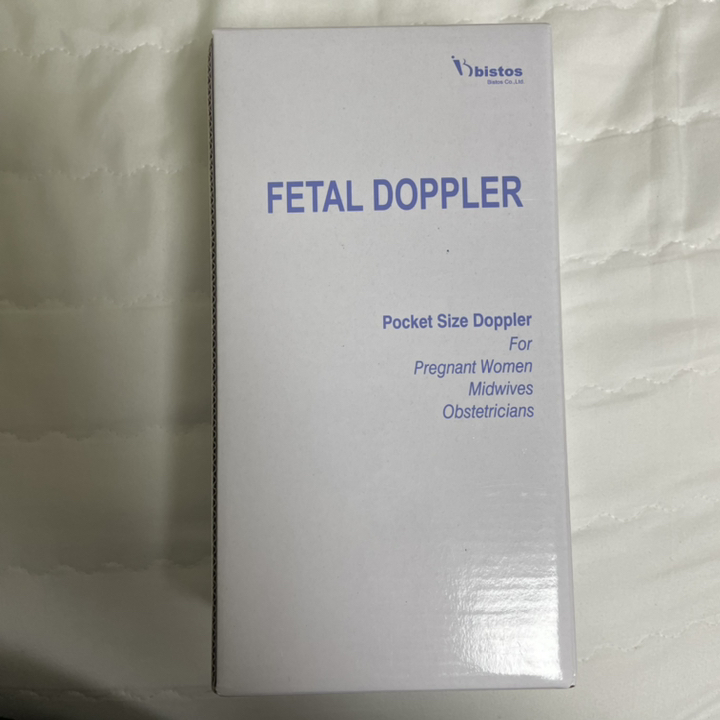 bistos
Bistos Co.,Ltd.
FETAL DOPPLER
Pocket Size Doppler
For
Pregnant Women
Midwives
Obstetricians